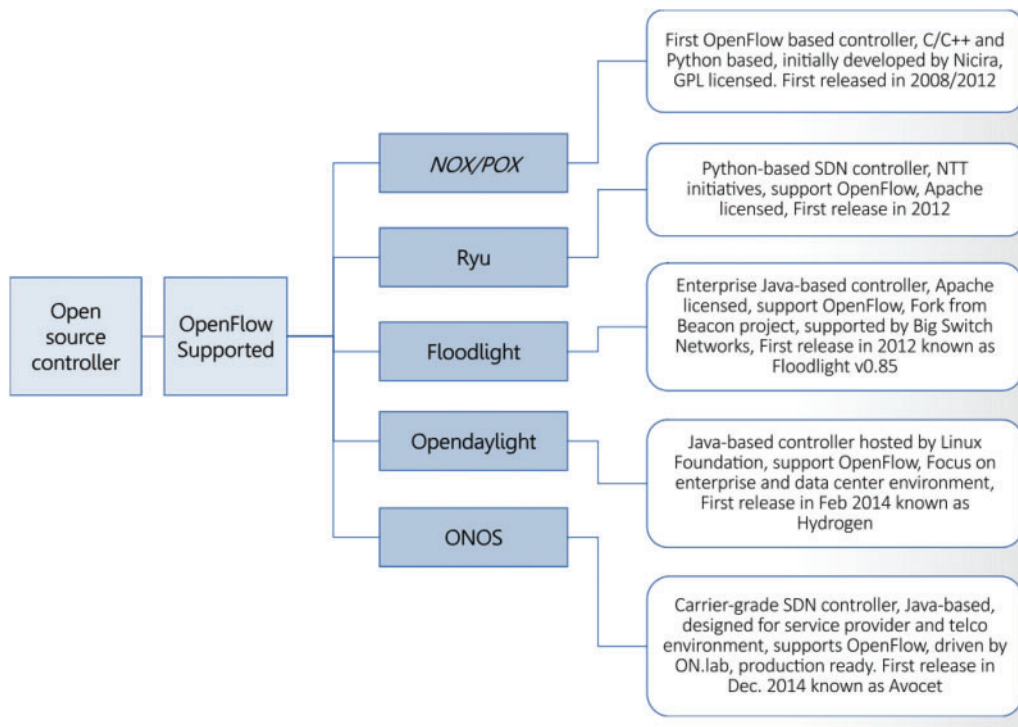 First OpenFlow based controller, C/C++ and
Python based, initially developed by Nicira,
GPL licensed. First released in 2008/2012
NOX/POX
Python-based SDN controller, NTT
initiatives, support OpenFlow, Apache
licensed, First release in 2012
Ryu
Open
source
controller
OpenFlow
Supported
Enterprise Java-based controller, Apache
licensed, support OpenFlow, Fork from
Beacon project, supported by Big Switch
Networks, First release in 2012 known as
Floodlight v0.85
Floodlight
Opendaylight
Java-based controller hosted by Linux
Foundation, support OpenFlow, Focus on
enterprise and data center environment,
First release in Feb 2014 known as
Hydrogen
ONOS
Carrier-grade SDN controller, Java-based,
designed for service provider and telco
environment, supports OpenFlow, driven by
ON.lab, production ready. First release in
Dec. 2014 known as Avocet